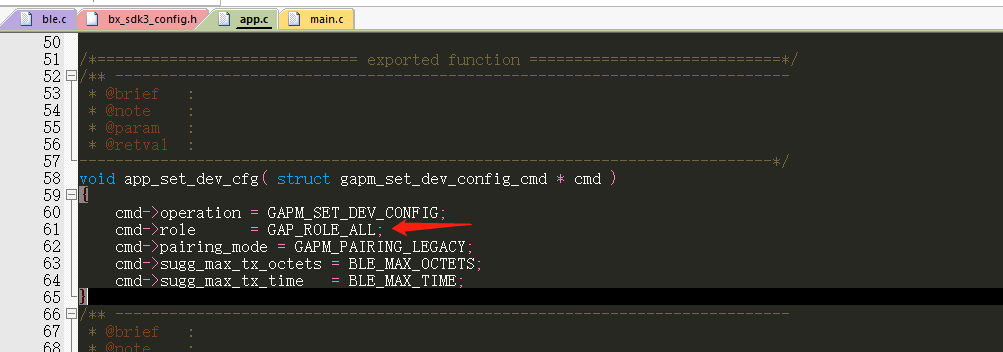 ble.c bx_sdk3_config.h app.c main.c
50
51 /*============================= exported function ============================*/
52 /** ---------------------------------------------------------------------------
53 * @brief :
54 * @note :
55 * @param :
56 * @retval :
57 -----------------------------------------------------------------------------*/
58 void app_set_dev_cfg( struct gapm_set_dev_config_cmd * cmd )
59 {
60 cmd->operation = GAPM_SET_DEV_CONFIG;
61 cmd->role = GAP_ROLE_ALL;
62 cmd->pairing_mode = GAPM_PAIRING_LEGACY;
63 cmd->sugg_max_tx_octets = BLE_MAX_OCTETS;
64 cmd->sugg_max_tx_time = BLE_MAX_TIME;
65 }
66 /** ---------------------------------------------------------------------------
67 * @brief :
68 * @note :